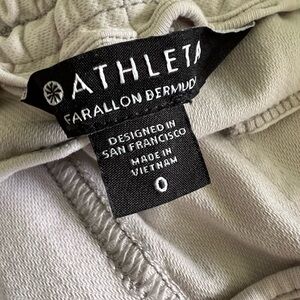 ATHLETA
FARALLON BERMUD
DESIGNED IN
SAN FRANCISCO
MADE IN
VIETNAM
0